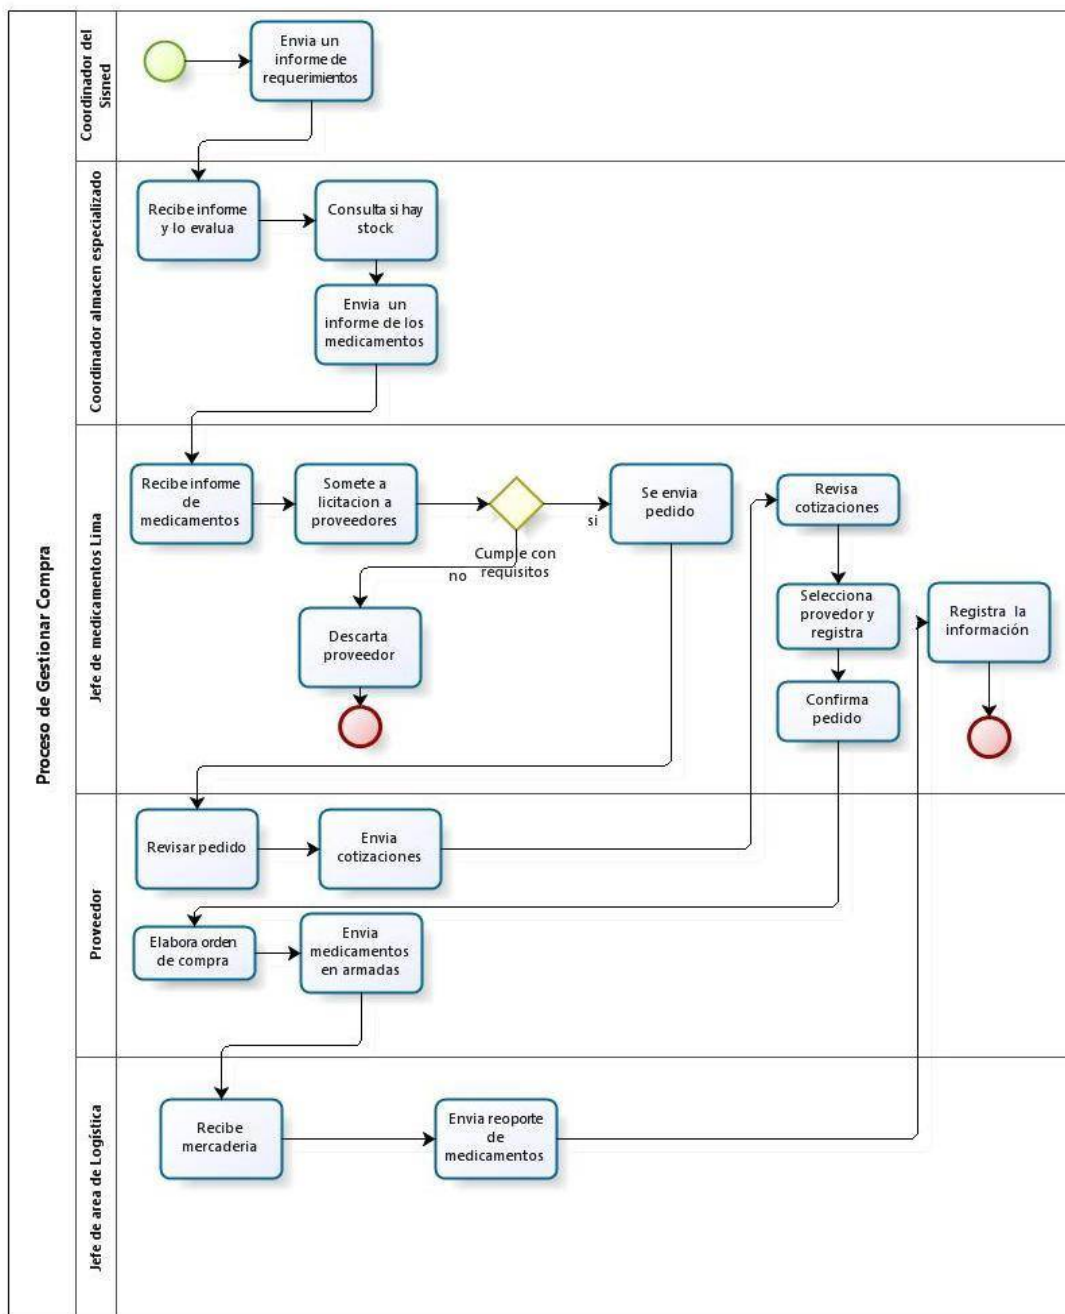 Proceso de Gestionar Compra
Coordinador del
Sisned
Envia un
informe de
requerimientos
Coordinador almacen especializado
Recibe informe
y lo evalua
Consulta si hay
stock
Envia un
informe de los
medicamentos
Jefe de medicamentos Lima
Recibe informe
de
medicamentos
Somete a
licitacion a
proveedores
Cumple con
requisitos
si
no
Se envia
pedido
Descarta
proveedor
Revisa
cotizaciones
Selecciona
provedor y
registra
Confirma
pedido
Registra la
información
Proveedor
Revisar pedido
Envia
cotizaciones
Elabora orden
de compra
Envia
medicamentos
en armadas
Jefe de area de Logística
Recibe
mercaderia
Envia reoporte
de
medicamentos